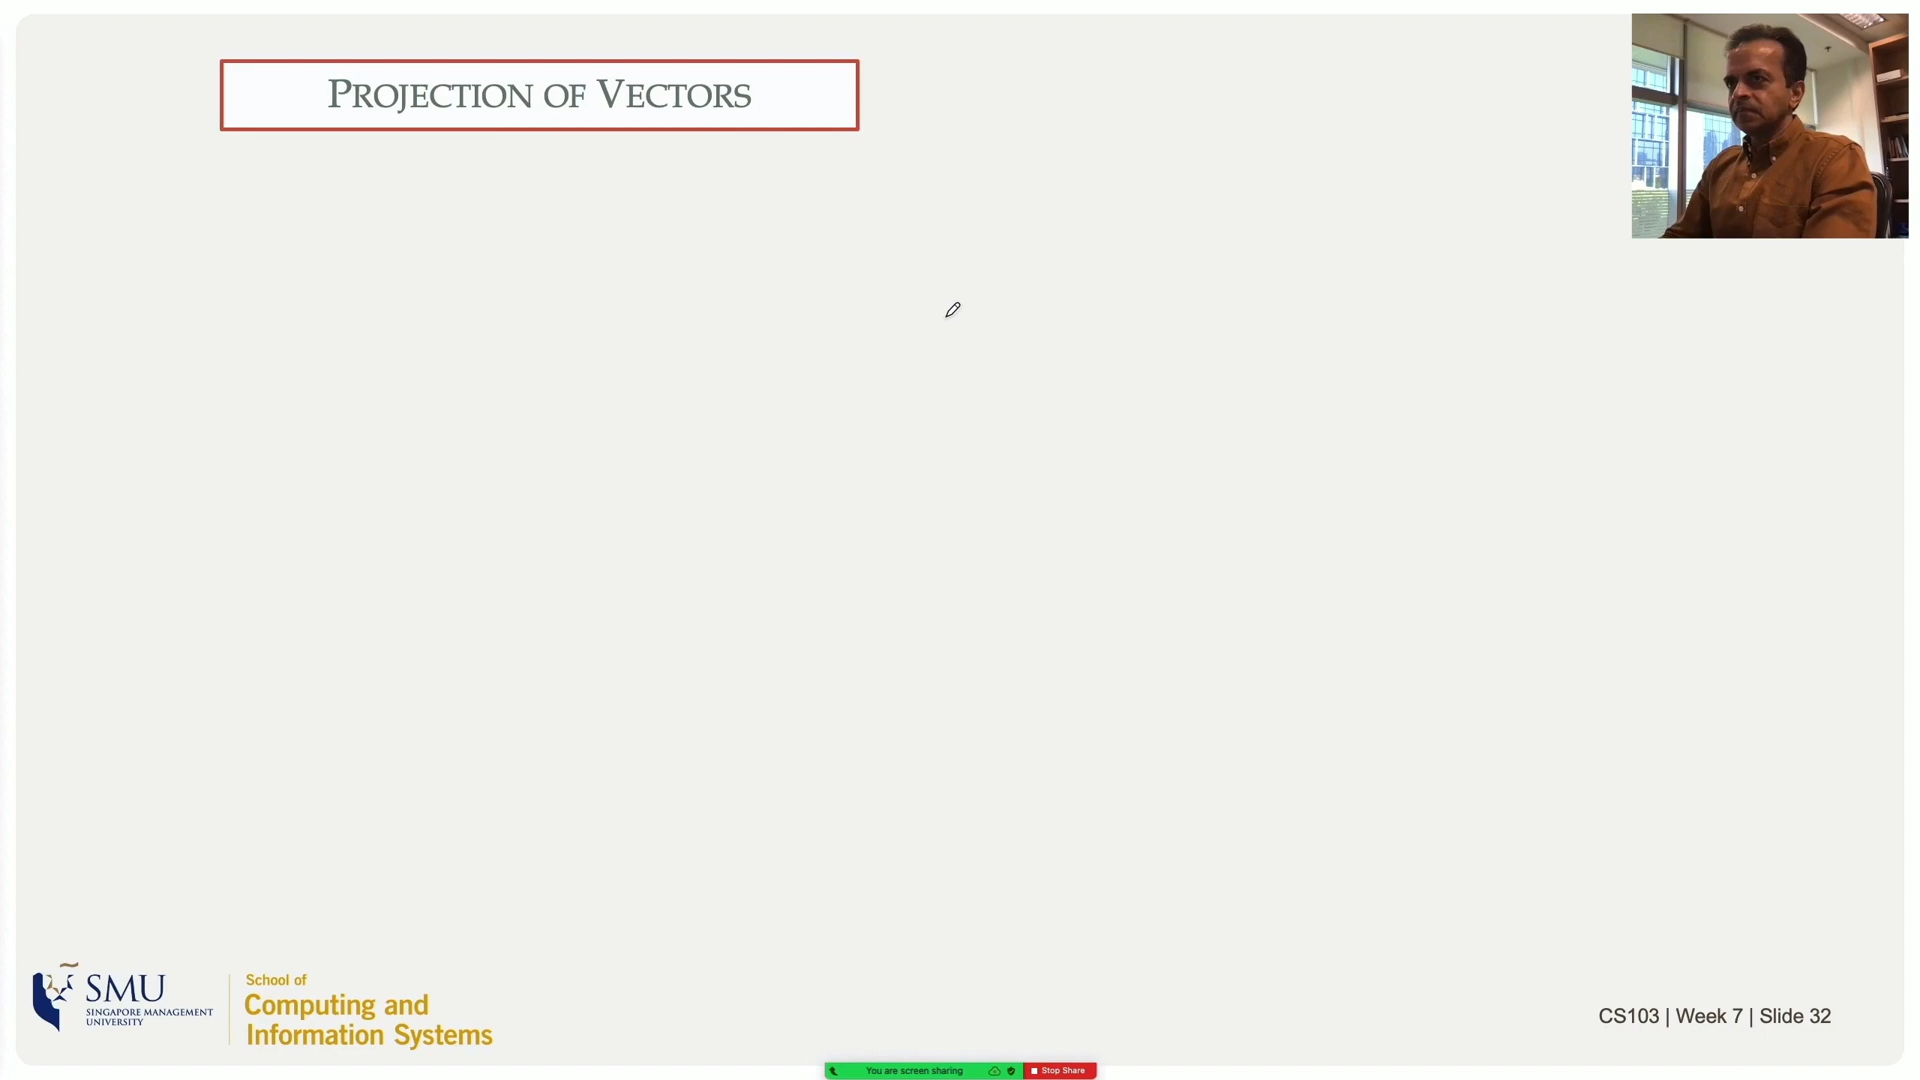 PROJECTION OF VECTORS
SMU
SINGAPORE MANAGEMENT
UNIVERSITY
School of
Computing and
Information Systems
CS103 | Week 7 | Slide 32
You are screen sharing
Stop Share